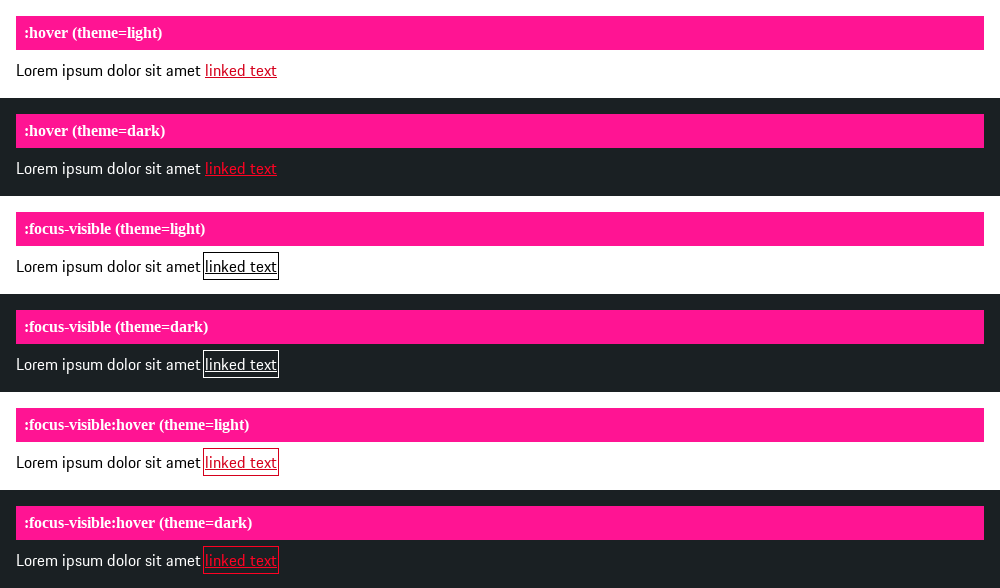 :hover (theme=light)
Lorem ipsum dolor sit amet linked text
:hover (theme=dark)
Lorem ipsum dolor sit amet linked text
:focus-visible (theme=light)
Lorem ipsum dolor sit amet linked text
:focus-visible (theme=dark)
Lorem ipsum dolor sit amet linked text
:focus-visible:hover (theme=light)
Lorem ipsum dolor sit amet linked text
:focus-visible:hover (theme=dark)
Lorem ipsum dolor sit amet linked text